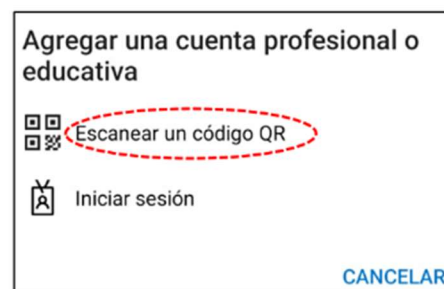 Agregar una cuenta profesional o
educativa
Escanear un código QR
Iniciar sesión
CANCELAR